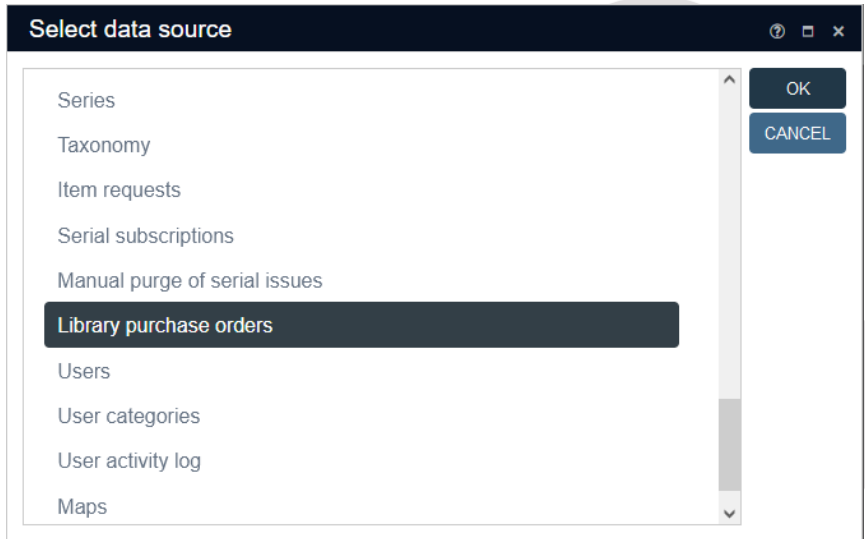 Select data source
Series
Taxonomy
Item requests
Serial subscriptions
Manual purge of serial issues
Library purchase orders
Users
User categories
User activity log
Maps
OK
CANCEL